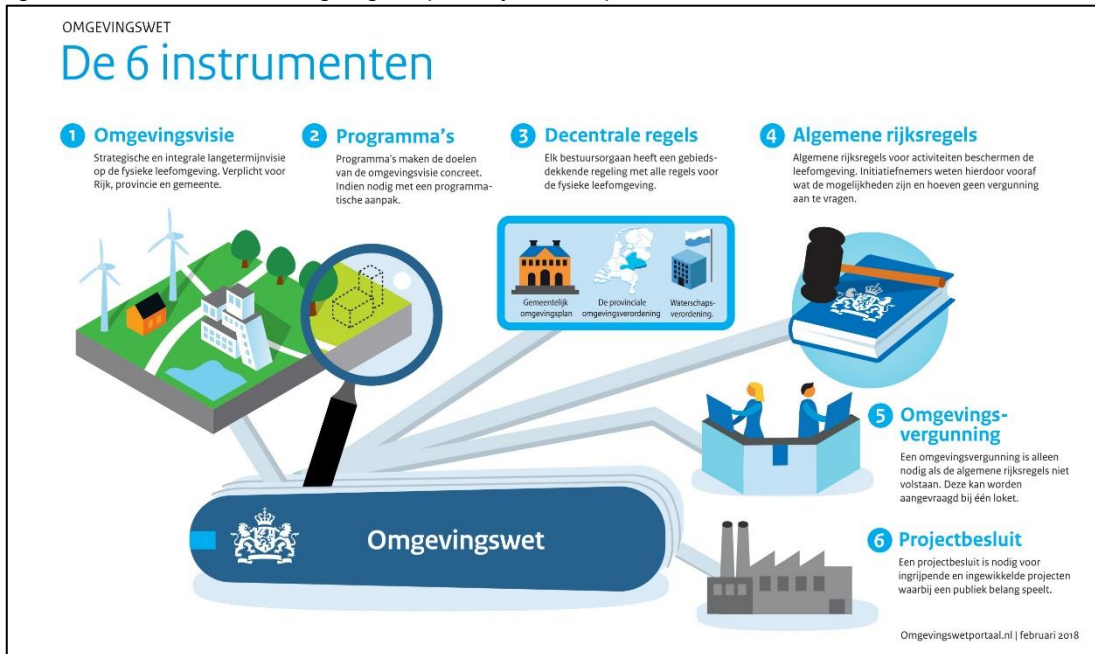 OMGEVINGSWET
De 6 instrumenten
1 Omgevingsvisie
Strategische en integrale langetermijnvisie
op de fysieke leefomgeving. Verplicht voor
Rijk, provincie en gemeente.
2 Programma's
Programma's maken de doelen
van de omgevingsvisie concreet.
Indien nodig met een programma-
tische aanpak.
3 Decentrale regels
Elk bestuursorgaan heeft een gebieds-
dekkende regeling met alle regels voor
de fysieke leefomgeving.
Gemeentelijk
omgevingsplan
De provinciale
omgevingsverordening
Waterschaps-
verordening.
4 Algemene rijksregels
Algemene rijksregels voor activiteiten beschermen de
leefomgeving. Initiatiefnemers weten hierdoor vooraf
wat de mogelijkheden zijn en hoeven geen vergunning
aan te vragen.
5 Omgevings-
vergunning
Een omgevingsvergunning is alleen
nodig als de algemene rijksregels niet
volstaan. Deze kan worden
aangevraagd bij één loket.
Omgevingswet
6 Projectbesluit
Een projectbesluit is nodig voor
ingrijpende en ingewikkelde projecten
waarbij een publiek belang speelt.
Omgevingswetportaal.nl | februari 2018